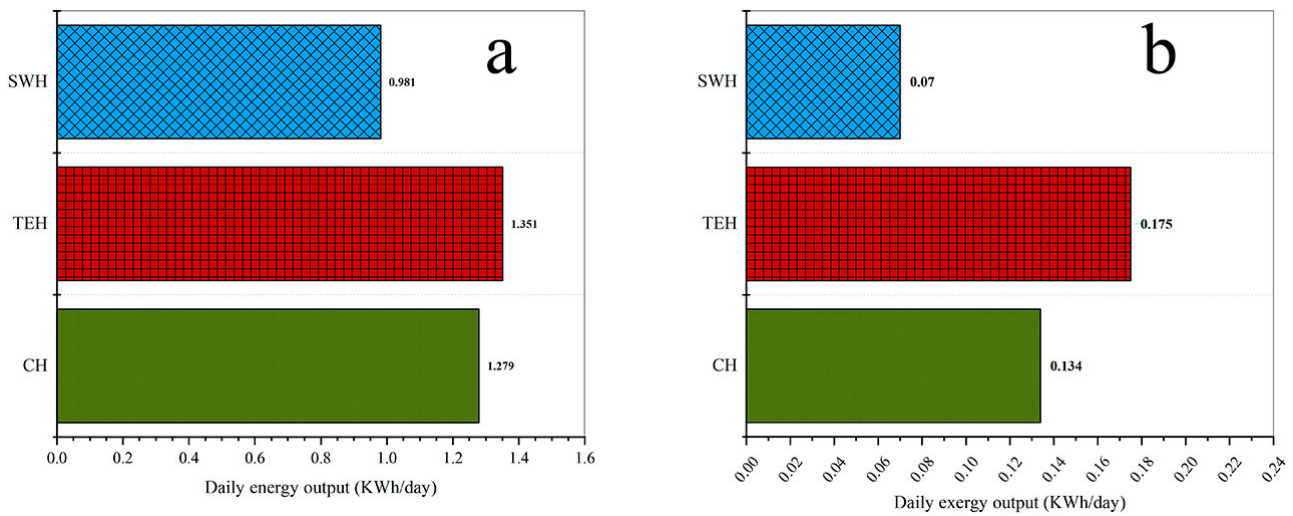 a
SWH
0.981
TEH
1.351
CH
1.279
0.0 0.2 0.4 0.6 0.8 1.0 1.2 1.4 1.6
Daily energy output (KWh/day)
b
SWH
0.07
TEH
0.175
CH
0.134
0.00 0.02 0.04 0.06 0.08 0.10 0.12 0.14 0.16 0.18 0.20 0.22 0.24
Daily exergy output (KWh/day)